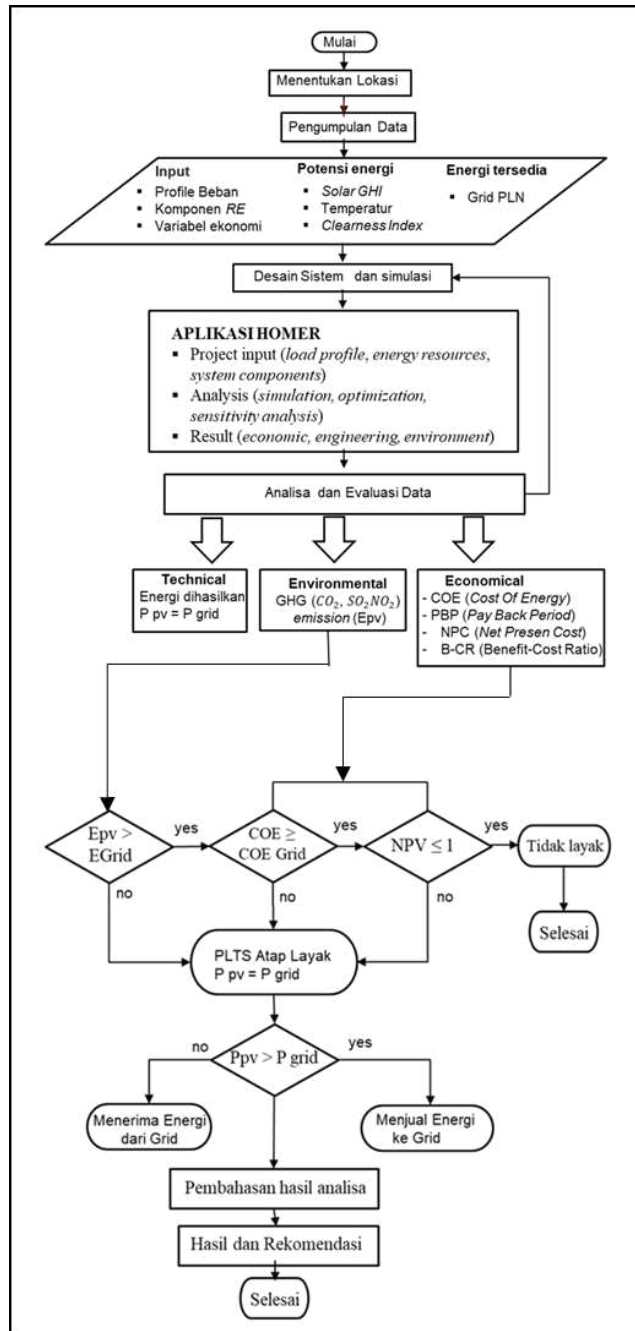 Mulai
Menentukan Lokasi
Pengumpulan Data
Input
▪ Profile Beban
▪ Komponen RE
▪ Variabel ekonomi
Potensi energi
▪ Solar GHI
▪ Temperatur
▪ Clearness Index
Energi tersedia
▪ Grid PLN
Desain Sistem dan simulasi
APLIKASI HOMER
▪ Project input (load profile, energy resources,
system components)
▪ Analysis (simulation, optimization,
sensitivity analysis)
▪ Result (economic, engineering, environment)
Analisa dan Evaluasi Data
Technical
Energi dihasilkan
P pv = P grid
Environmental
GHG (CO₂, SO₂NO₂)
emission (Epv)
Economical
- COE (Cost Of Energy)
- PBP (Pay Back Period)
- NPC (Net Presen Cost)
- B-CR (Benefit-Cost Ratio)
Epv >
EGrid
yes
COE ≥
COE Grid
yes
NPV ≤ 1
yes
Tidak layak
no
no
no
Selesai
PLTS Atap Layak
P pv = P grid
no
Ppv > P grid
yes
Menerima Energi
dari Grid
Menjual Energi
ke Grid
Pembahasan hasil analisa
Hasil dan Rekomendasi
Selesai